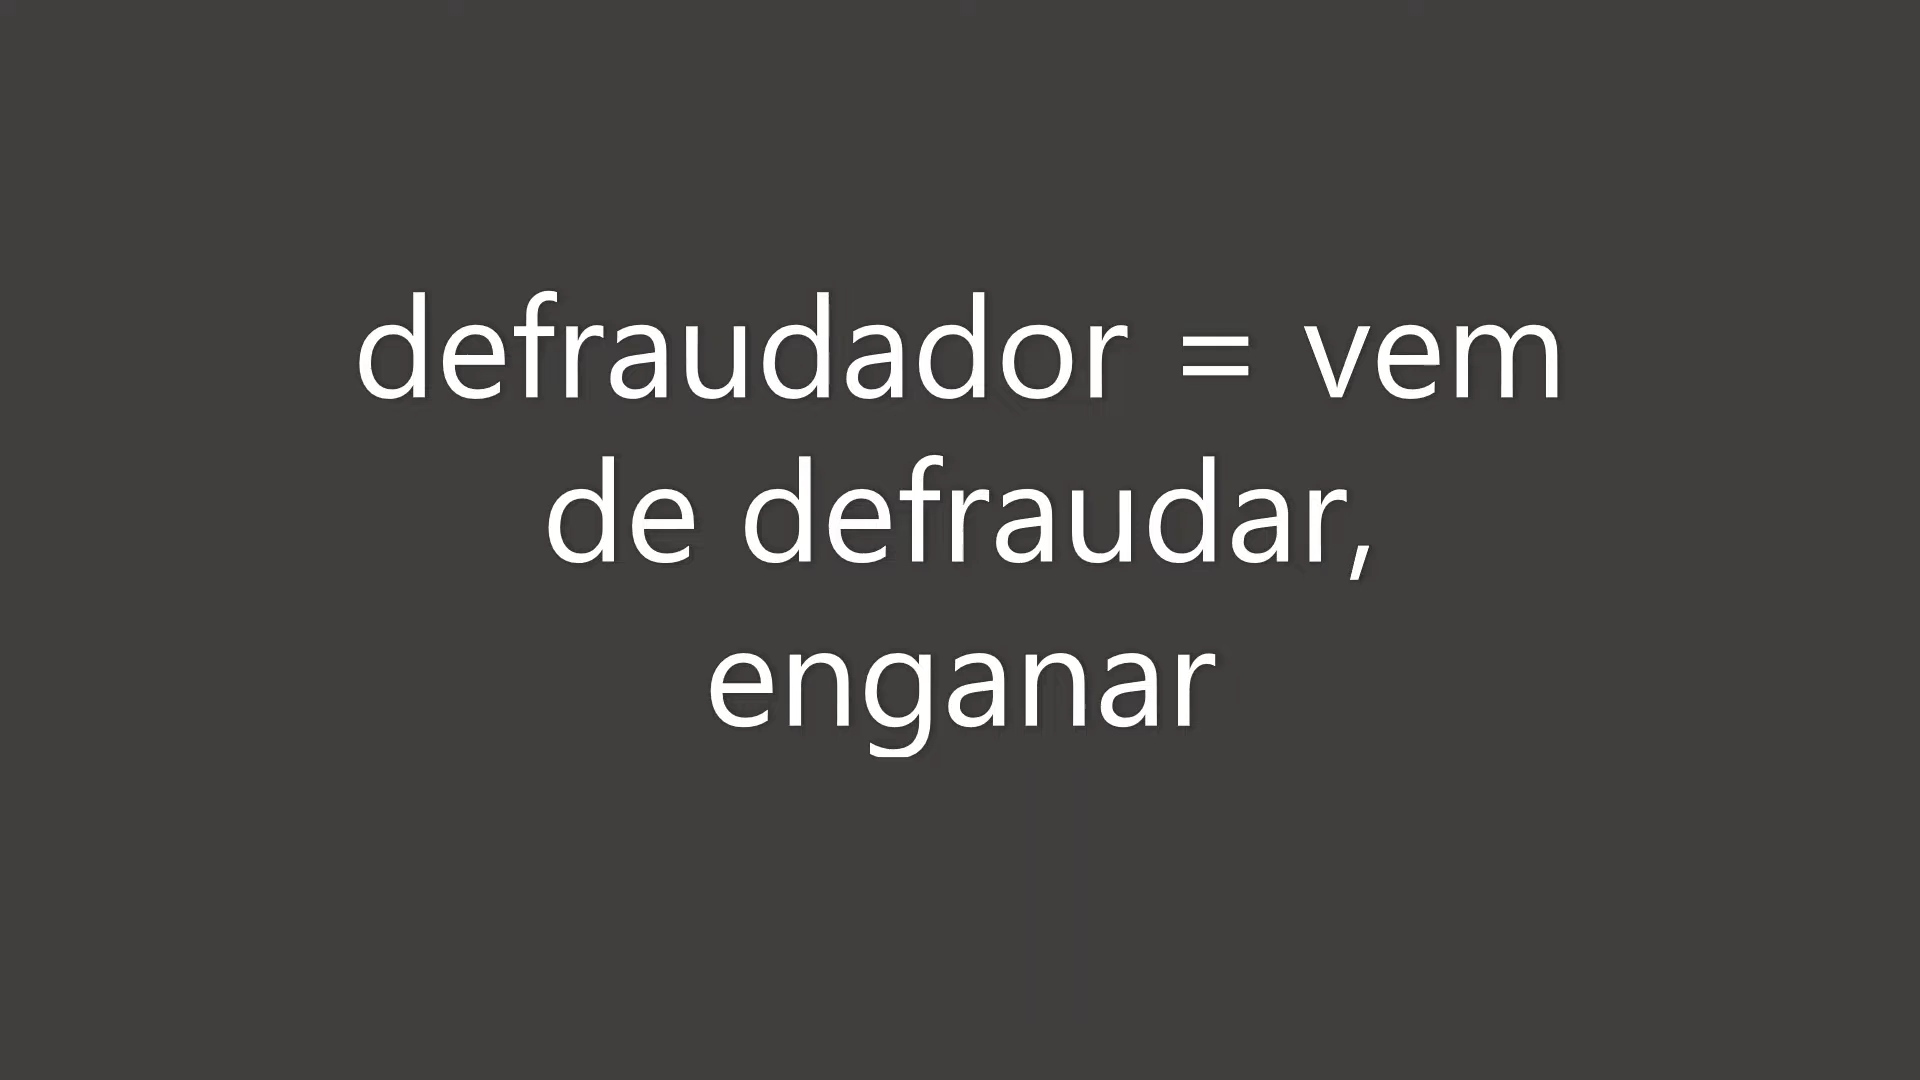 defraudador = vem
de defraudar,
enganar